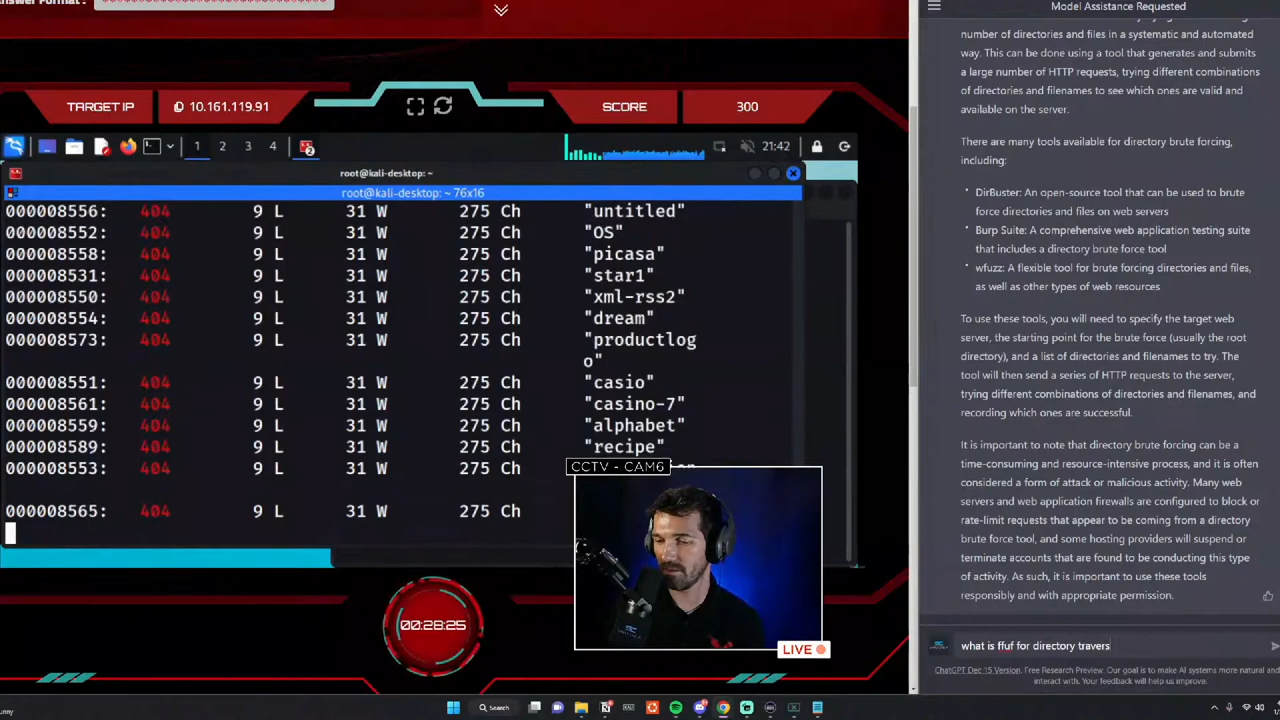 Answer Format :
Model Assistance Requested
TARGET IP
10.161.119.91
SCORE
300
1
2
3
4
2
21:42
root@kali-desktop: ~
root@kali-desktop: ~ 76x16
000008556: 404 9 L 31 W 275 Ch "untitled"
000008552: 404 9 L 31 W 275 Ch "OS"
000008558: 404 9 L 31 W 275 Ch "picasa"
000008531: 404 9 L 31 W 275 Ch "star1"
000008550: 404 9 L 31 W 275 Ch "xml-rss2"
000008554: 404 9 L 31 W 275 Ch "dream"
000008573: 404 9 L 31 W 275 Ch "productlog
o"
000008551: 404 9 L 31 W 275 Ch "casio"
000008561: 404 9 L 31 W 275 Ch "casino-7"
000008559: 404 9 L 31 W 275 Ch "alphabet"
000008589: 404 9 L 31 W 275 Ch "recipe"
000008553: 404 9 L 31 W 275 Ch
000008565: 404 9 L 31 W 275 Ch
CCTV - CAM6
LIVE
00:28:25
number of directories and files in a systematic and automated
way. This can be done using a tool that generates and submits
a large number of HTTP requests, trying different combinations
of directories and filenames to see which ones are valid and
available on the server.
There are many tools available for directory brute forcing,
including:
• DirBuster: An open-source tool that can be used to brute
force directories and files on web servers
• Burp Suite: A comprehensive web application testing suite
that includes a directory brute force tool
• wfuzz: A flexible tool for brute forcing directories and files,
as well as other types of web resources
To use these tools, you will need to specify the target web
server, the starting point for the brute force (usually the root
directory), and a list of directories and filenames to try. The
tool will then send a series of HTTP requests to the server,
trying different combinations of directories and filenames, and
recording which ones are successful.
It is important to note that directory brute forcing can be a
time-consuming and resource-intensive process, and it is often
considered a form of attack or malicious activity. Many web
servers and web application firewalls are configured to block or
rate-limit requests that appear to be coming from a directory
brute force tool, and some hosting providers will suspend or
terminate accounts that are found to be conducting this type
of activity. As such, it is important to use these tools
responsibly and with appropriate permission.
what is ffuf for directory travers
ChatGPT Dec 15 Version. Free Research Preview. Our goal is to make AI systems more natural and
interact with. Your feedback will help us improve.
Search